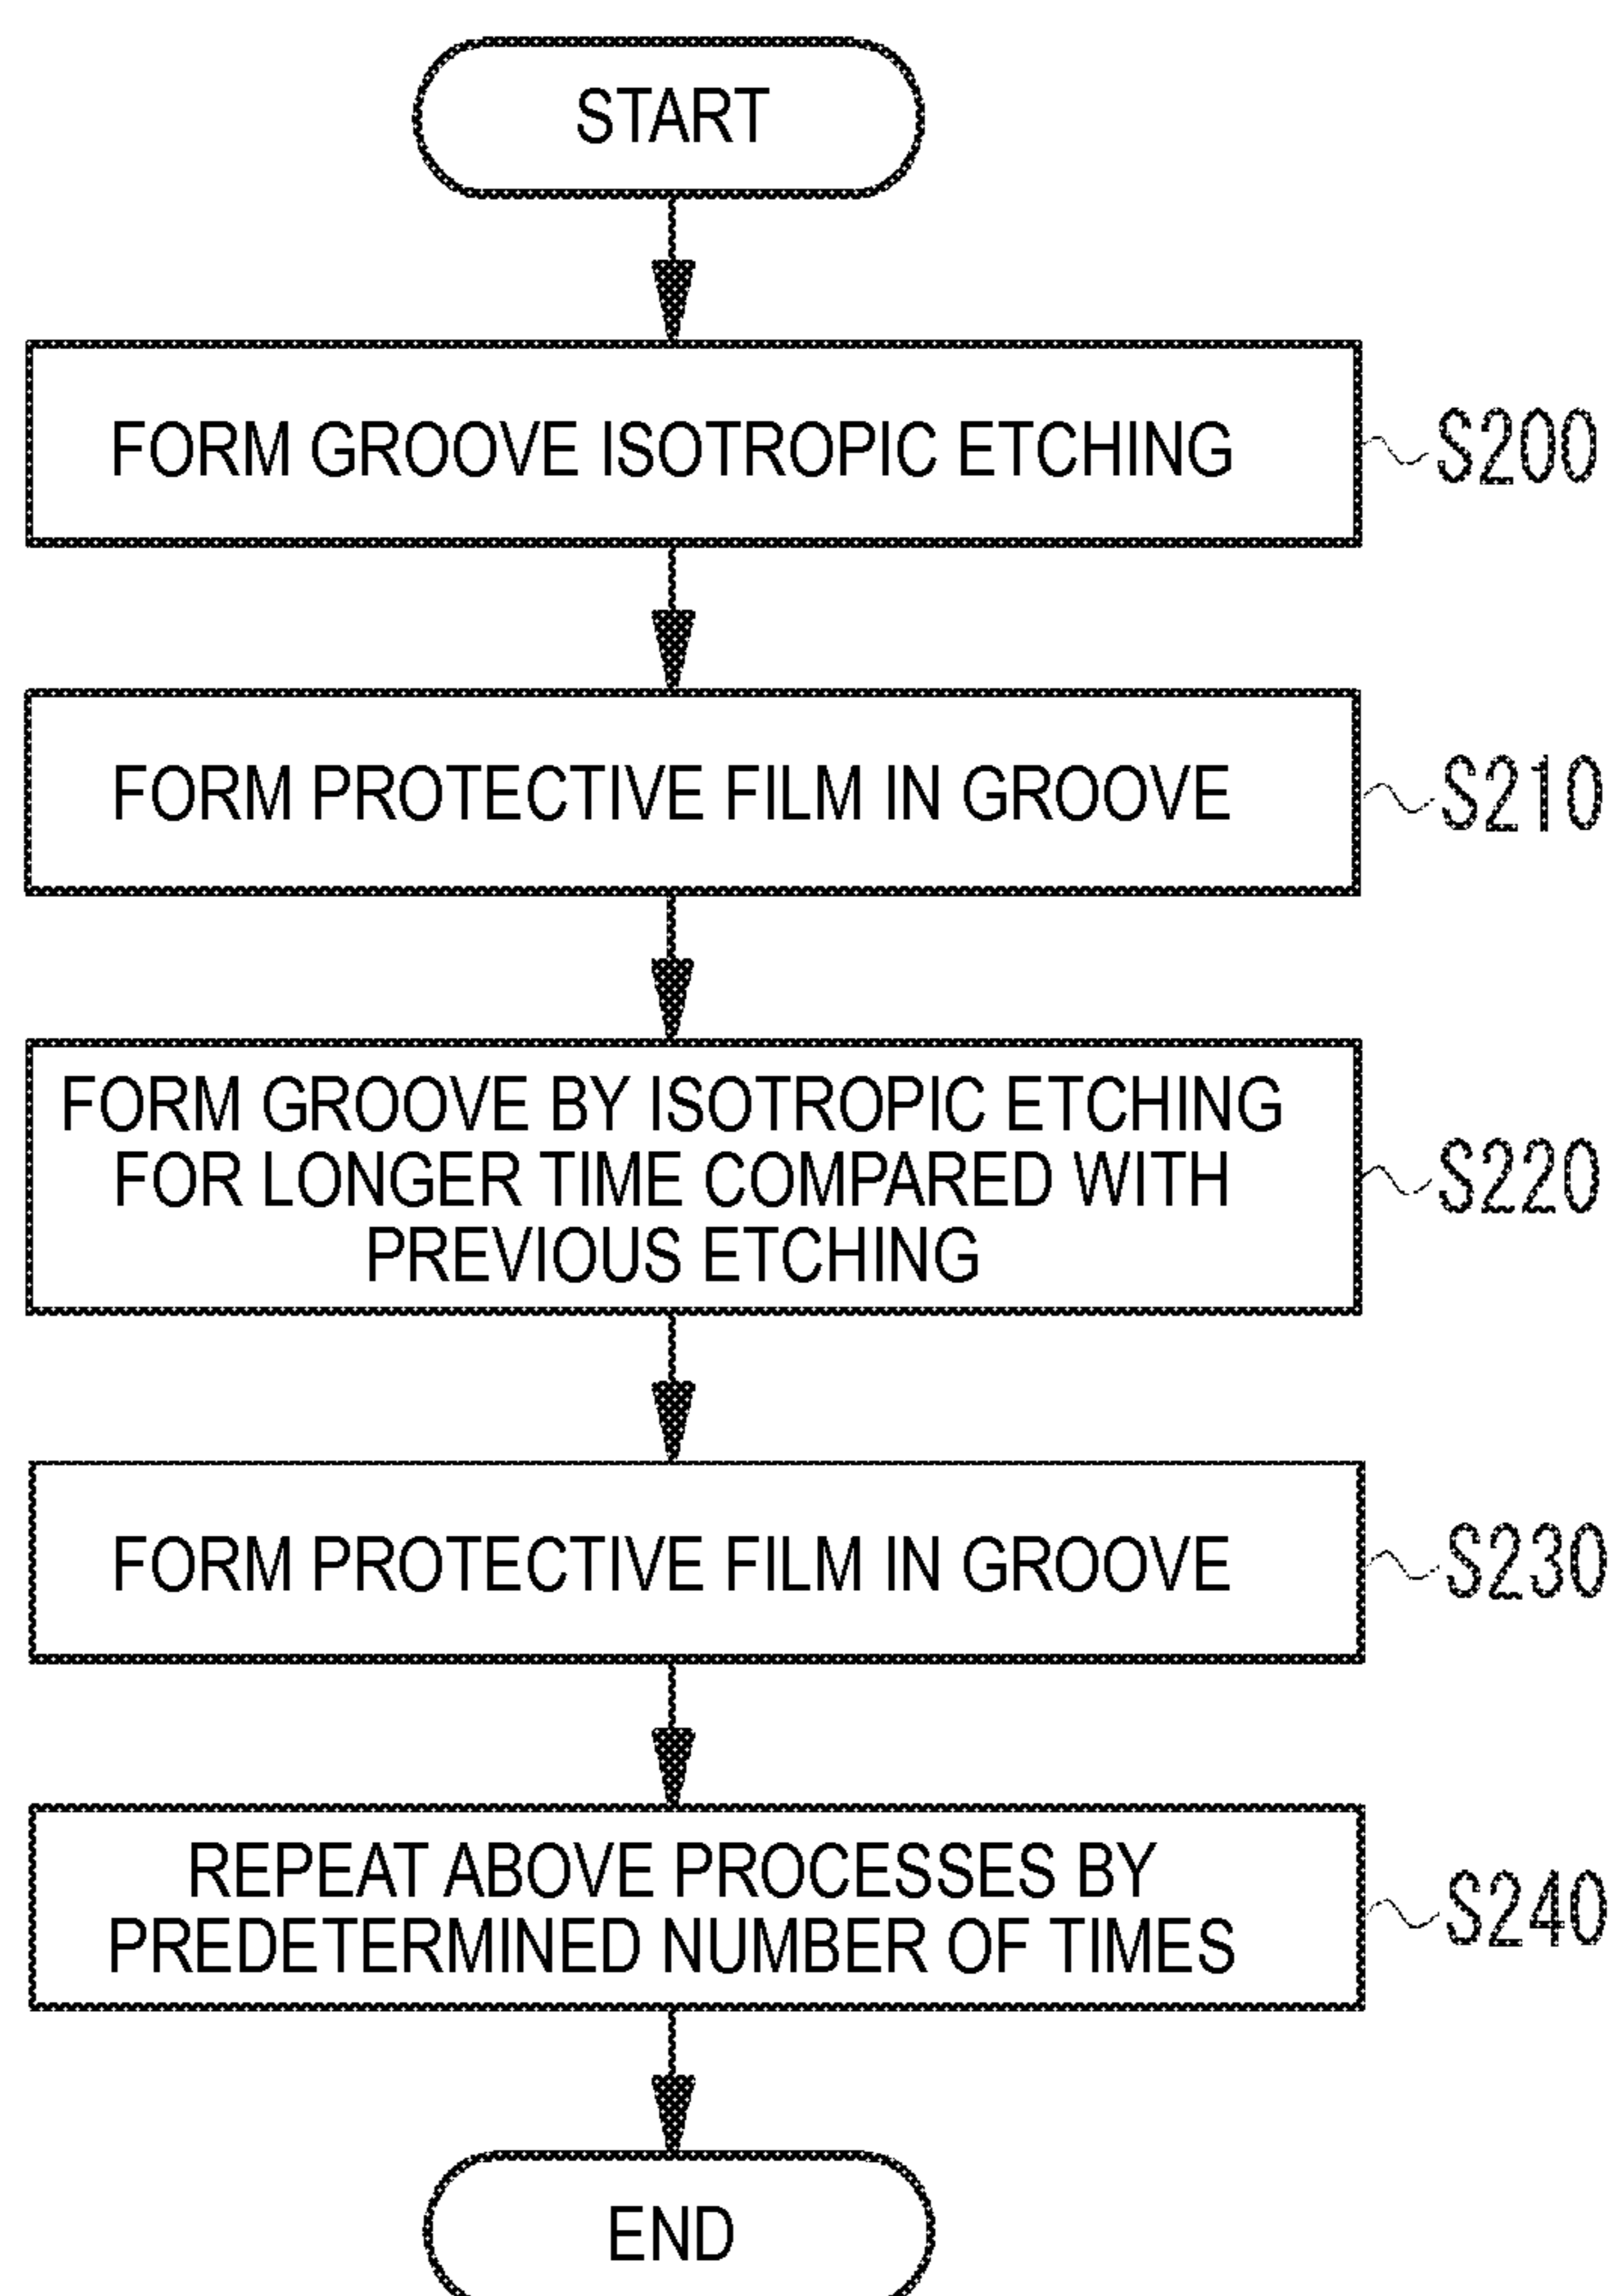 START
FORM GROOVE ISOTROPIC ETCHING
S200
FORM PROTECTIVE FILM IN GROOVE
S210
FORM GROOVE BY ISOTROPIC ETCHING
FOR LONGER TIME COMPARED WITH
PREVIOUS ETCHING
S220
FORM PROTECTIVE FILM IN GROOVE
S230
REPEAT ABOVE PROCESSES BY
PREDETERMINED NUMBER OF TIMES
S240
END